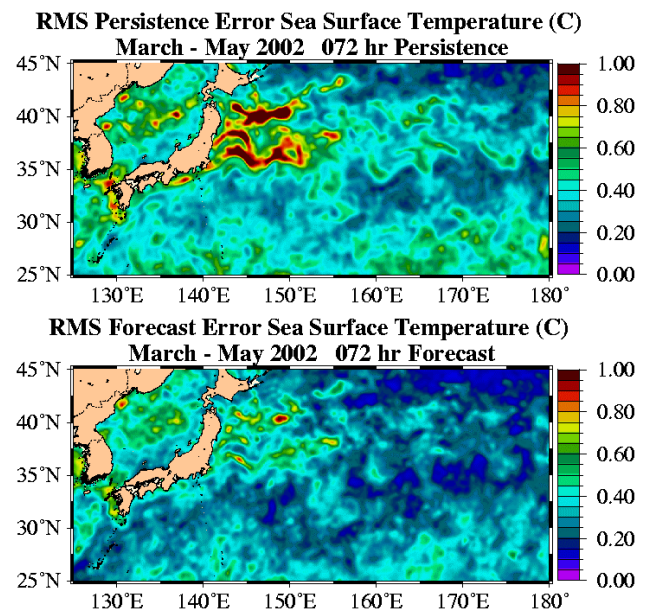 RMS Persistence Error Sea Surface Temperature (C)
March - May 2002 072 hr Persistence
45°N
40°N
35°N
30°N
25°N
130°E 140°E 150°E 160°E 170°E 180°
1.00
0.80
0.60
0.40
0.20
0.00
RMS Forecast Error Sea Surface Temperature (C)
March - May 2002 072 hr Forecast
45°N
40°N
35°N
30°N
25°N
130°E 140°E 150°E 160°E 170°E 180°
1.00
0.80
0.60
0.40
0.20
0.00